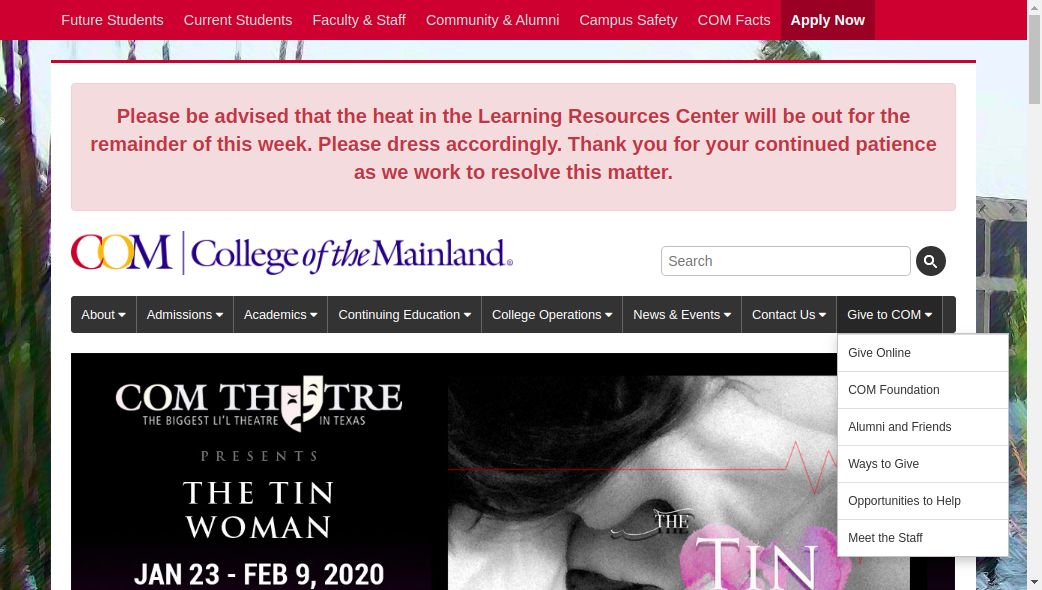 Future Students Current Students Faculty & Staff Community & Alumni Campus Safety COM Facts Apply Now
Please be advised that the heat in the Learning Resources Center will be out for the
remainder of this week. Please dress accordingly. Thank you for your continued patience
as we work to resolve this matter.
COM College of the Mainland®
Search
About Admissions Academics Continuing Education College Operations News & Events Contact Us Give to COM
Give Online
COM Foundation
Alumni and Friends
Ways to Give
Opportunities to Help
Meet the Staff
COM THEATRE
THE BIGGEST LI'L THEATRE IN TEXAS
PRESENTS
THE TIN
WOMAN
JAN 23 - FEB 9, 2020
THE
TIN